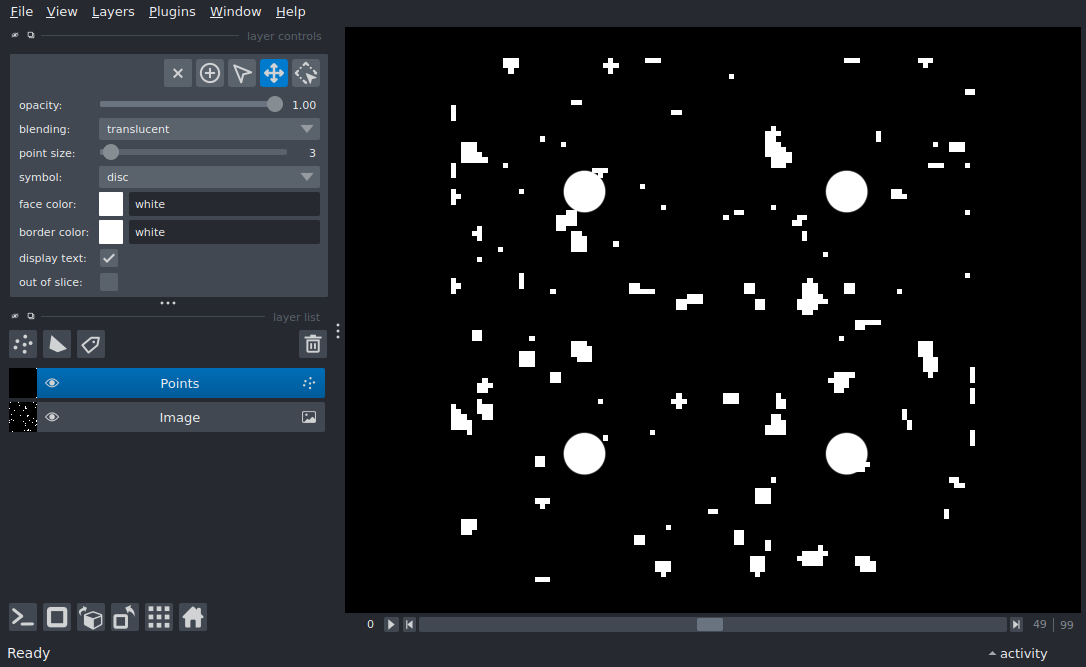 File View Layers Plugins Window Help
layer controls
opacity: 1.00
blending: translucent
point size: 3
symbol: disc
face color: white
border color: white
display text:
out of slice:
layer list
Points
Image
0 49 99
Ready activity